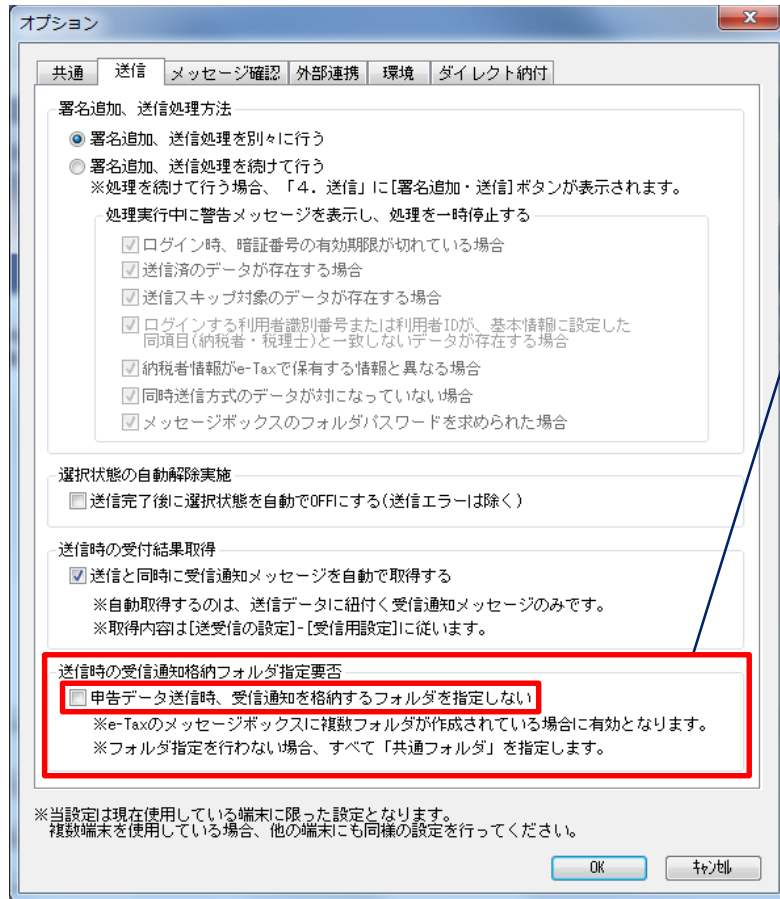 オプション
共通 送信 メッセージ確認 外部連携 環境 ダイレクト納付
署名追加、送信処理方法
署名追加、送信処理を別々に行う
署名追加、送信処理を続けて行う
※処理を続けて行う場合、「４．送信」に[署名追加・送信]ボタンが表示されます。
処理実行中に警告メッセージを表示し、処理を一時停止する
ログイン時、暗証番号の有効期限が切れている場合
送信済のデータが存在する場合
送信スキップ対象のデータが存在する場合
ログインする利用者識別番号または利用者IDが、基本情報に設定した
同項目(納税者・税理士)と一致しないデータが存在する場合
納税者情報がe-Taxで保有する情報と異なる場合
同時送信方式のデータが対になっていない場合
メッセージボックスのフォルダパスワードを求められた場合
選択状態の自動解除実施
送信完了後に選択状態を自動でOFFにする(送信エラーは除く)
送信時の受付結果取得
送信と同時に受信通知メッセージを自動で取得する
※自動取得するのは、送信データに紐付く受信通知メッセージのみです。
※取得内容は[送受信の設定]-[受信用設定]に従います。
送信時の受信通知格納フォルダ指定要否
申告データ送信時、受信通知を格納するフォルダを指定しない
※e-Taxのメッセージボックスに複数フォルダが作成されている場合に有効となります。
※フォルダ指定を行わない場合、すべて「共通フォルダ」を指定します。
※当設定は現在使用している端末に限った設定となります。
複数端末を使用している場合、他の端末にも同様の設定を行ってください。
OK ｷｬﾝｾﾙ